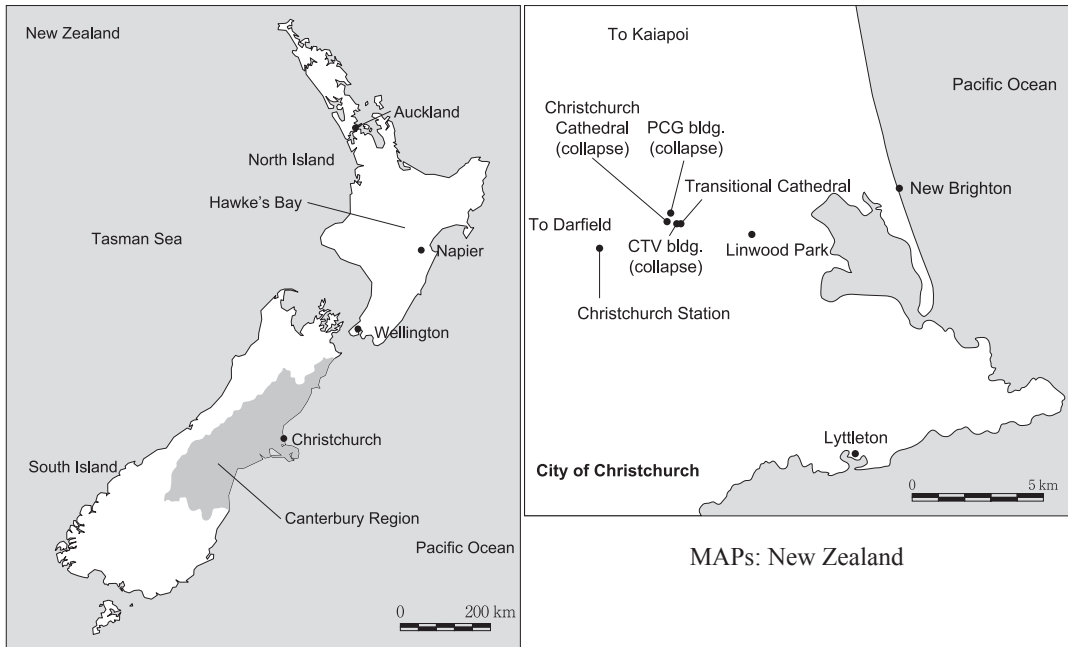 New Zealand
Auckland
North Island
Hawke's Bay
Tasman Sea
Napier
Wellington
Christchurch
South Island
Canterbury Region
Pacific Ocean
0 200 km
To Kaiapoi
Pacific Ocean
Christchurch
Cathedral
(collapse)
PCG bldg.
(collapse)
Transitional Cathedral
New Brighton
To Darfield
CTV bldg.
(collapse)
Linwood Park
Christchurch Station
Lyttleton
City of Christchurch
0 5 km
MAPs: New Zealand